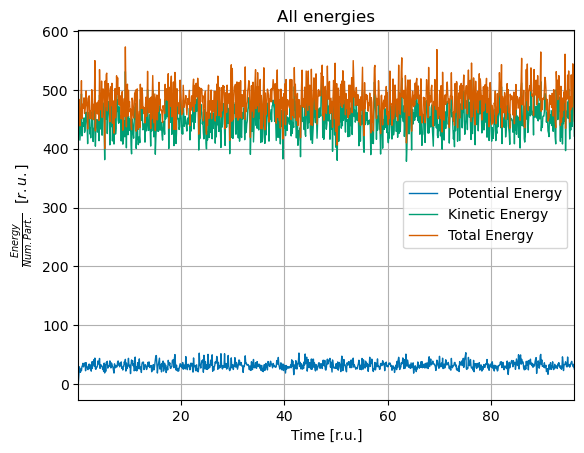 All energies
600
500
400
300
200
100
0
Energy
Num.Part. [r.u.]
Potential Energy
Kinetic Energy
Total Energy
20 40 60 80
Time [r.u.]